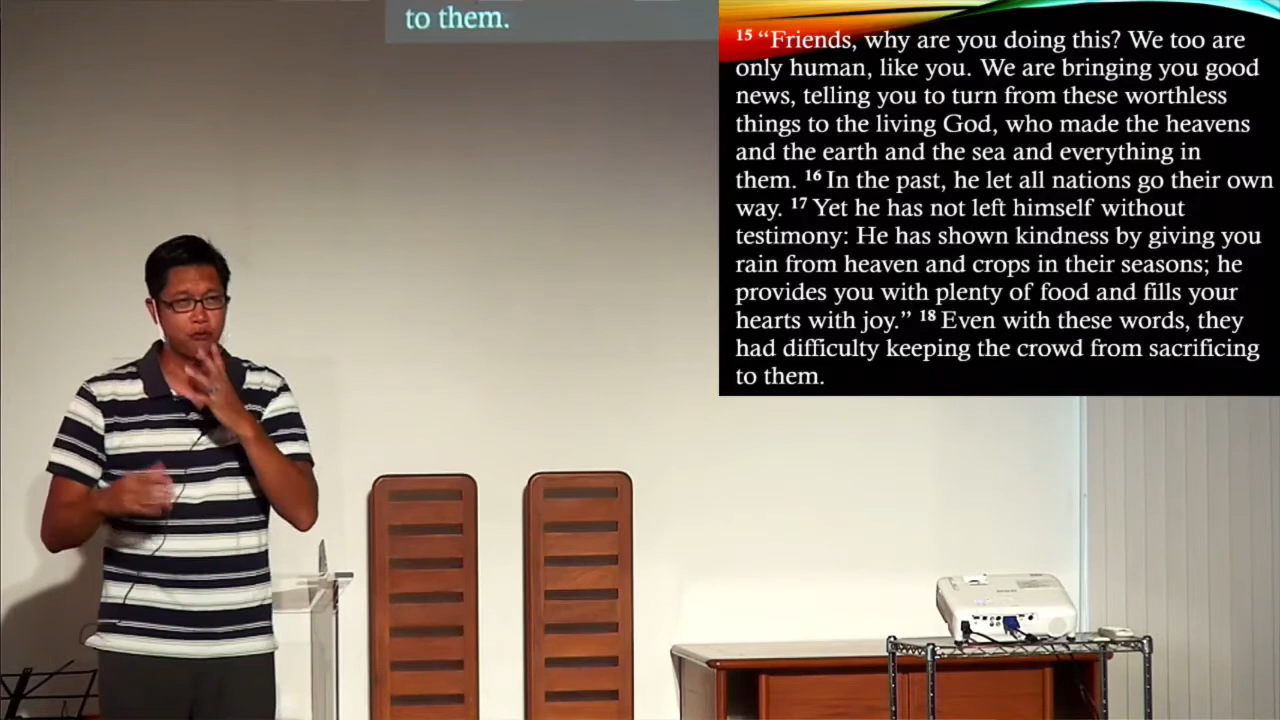 to them.
15 “Friends, why are you doing this? We too are
only human, like you. We are bringing you good
news, telling you to turn from these worthless
things to the living God, who made the heavens
and the earth and the sea and everything in
them. 16 In the past, he let all nations go their own
way. 17 Yet he has not left himself without
testimony: He has shown kindness by giving you
rain from heaven and crops in their seasons; he
provides you with plenty of food and fills your
hearts with joy.” 18 Even with these words, they
had difficulty keeping the crowd from sacrificing
to them.